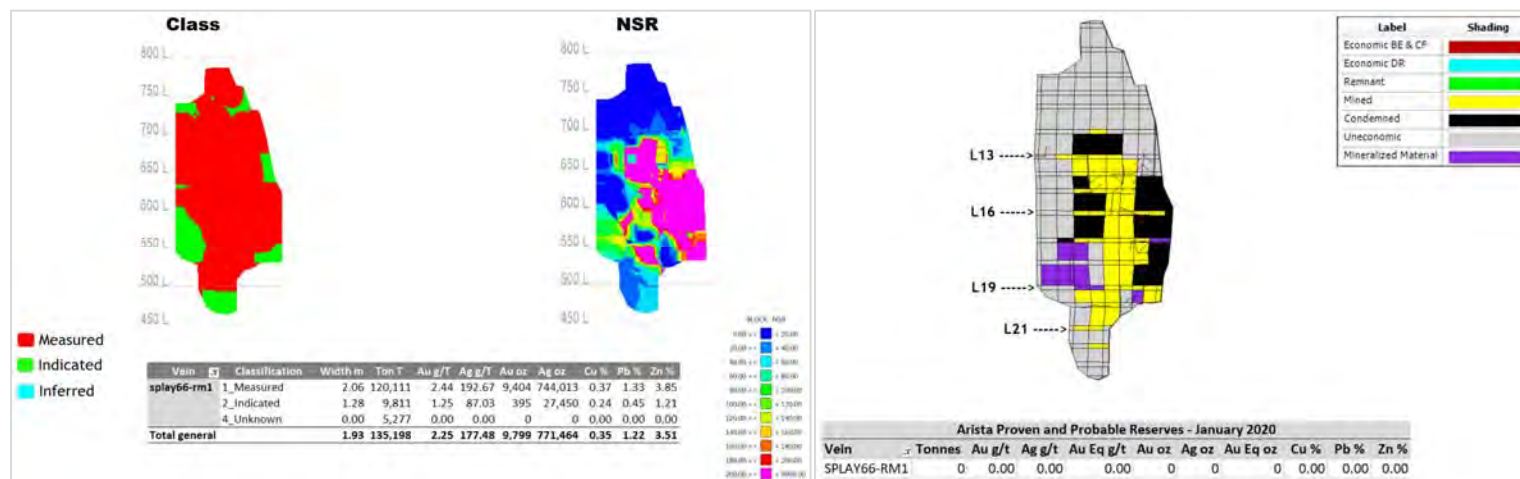 Class
NSR
800 L
750 L
700 L
650 L
600 L
550 L
500 L
450 L
800 L
750 L
700 L
650 L
600 L
550 L
500 L
450 L
Measured
Indicated
Inferred
BLOCK: NSR
Vein Classification Width m Ton T Au g/T Ag g/T Au oz Ag oz Cu % Pb % Zn %
splay66-rm1 1_Measured 2.06 120,111 2.44 192.67 9,404 744,013 0.37 1.33 3.85
2_Indicated 1.28 9,811 1.25 87.03 395 27,450 0.24 0.45 1.21
4_Unknown 0.00 5,277 0.00 0.00 0 0 0.00 0.00 0.00
Total general 1.93 135,198 2.25 177.48 9,799 771,464 0.35 1.22 3.51
Label Shading
Economic BE & CF
Economic DR
Remnant
Mined
Condemned
Uneconomic
Mineralized Material
L13 ----->
L16 ----->
L19 ----->
L21 ----->
Arista Proven and Probable Reserves - January 2020
Vein Tonnes Au g/t Ag g/t Au Eq g/t Au oz Ag oz Au Eq oz Cu % Pb % Zn %
SPLAY66-RM1 0 0.00 0.00 0.00 0 0 0 0.00 0.00 0.00